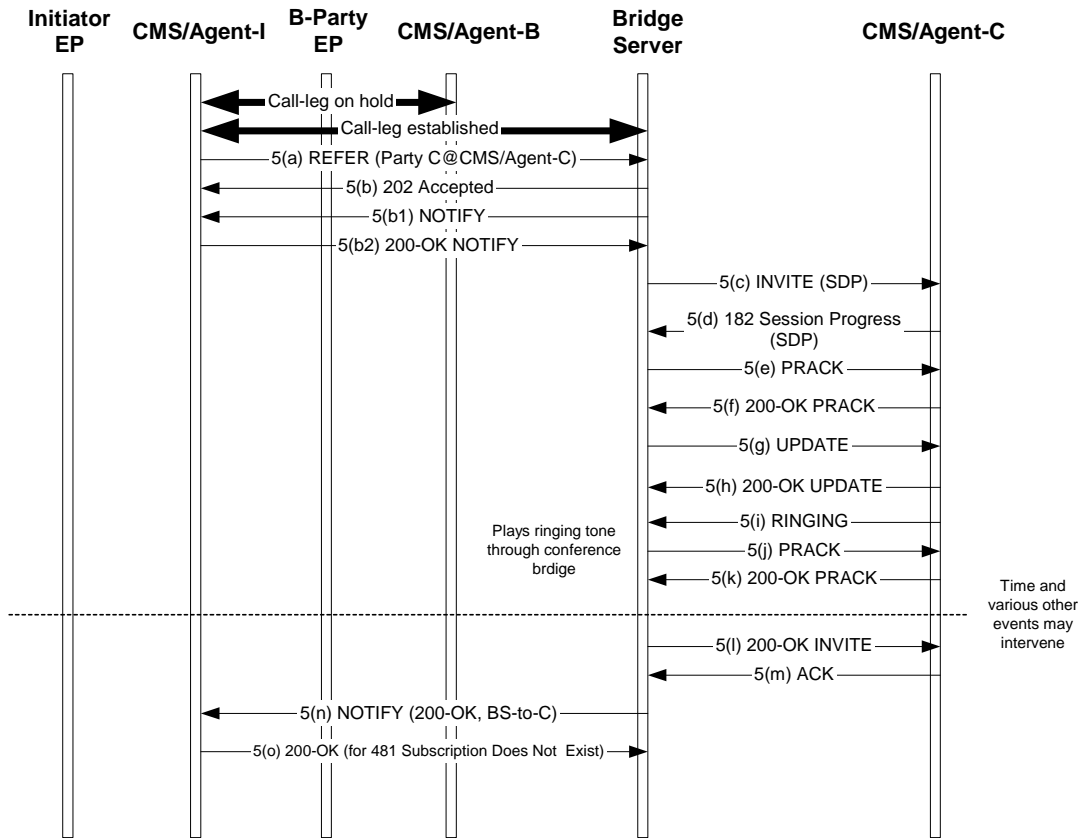 Initiator
EP
CMS/Agent-I
B-Party
EP
CMS/Agent-B
Bridge
Server
CMS/Agent-C
Call-leg on hold
Call-leg established
5(a) REFER (Party C@CMS/Agent-C)
5(b) 202 Accepted
5(b1) NOTIFY
5(b2) 200-OK NOTIFY
5(c) INVITE (SDP)
5(d) 182 Session Progress
(SDP)
5(e) PRACK
5(f) 200-OK PRACK
5(g) UPDATE
5(h) 200-OK UPDATE
5(i) RINGING
Plays ringing tone
through conference
brdige
5(j) PRACK
5(k) 200-OK PRACK
Time and
various other
events may
intervene
5(l) 200-OK INVITE
5(m) ACK
5(n) NOTIFY (200-OK, BS-to-C)
5(o) 200-OK (for 481 Subscription Does Not Exist)